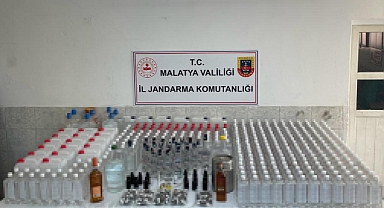 T.C.
MALATYA VALİLİĞİ
İL JANDARMA KOMUTANLIĞI